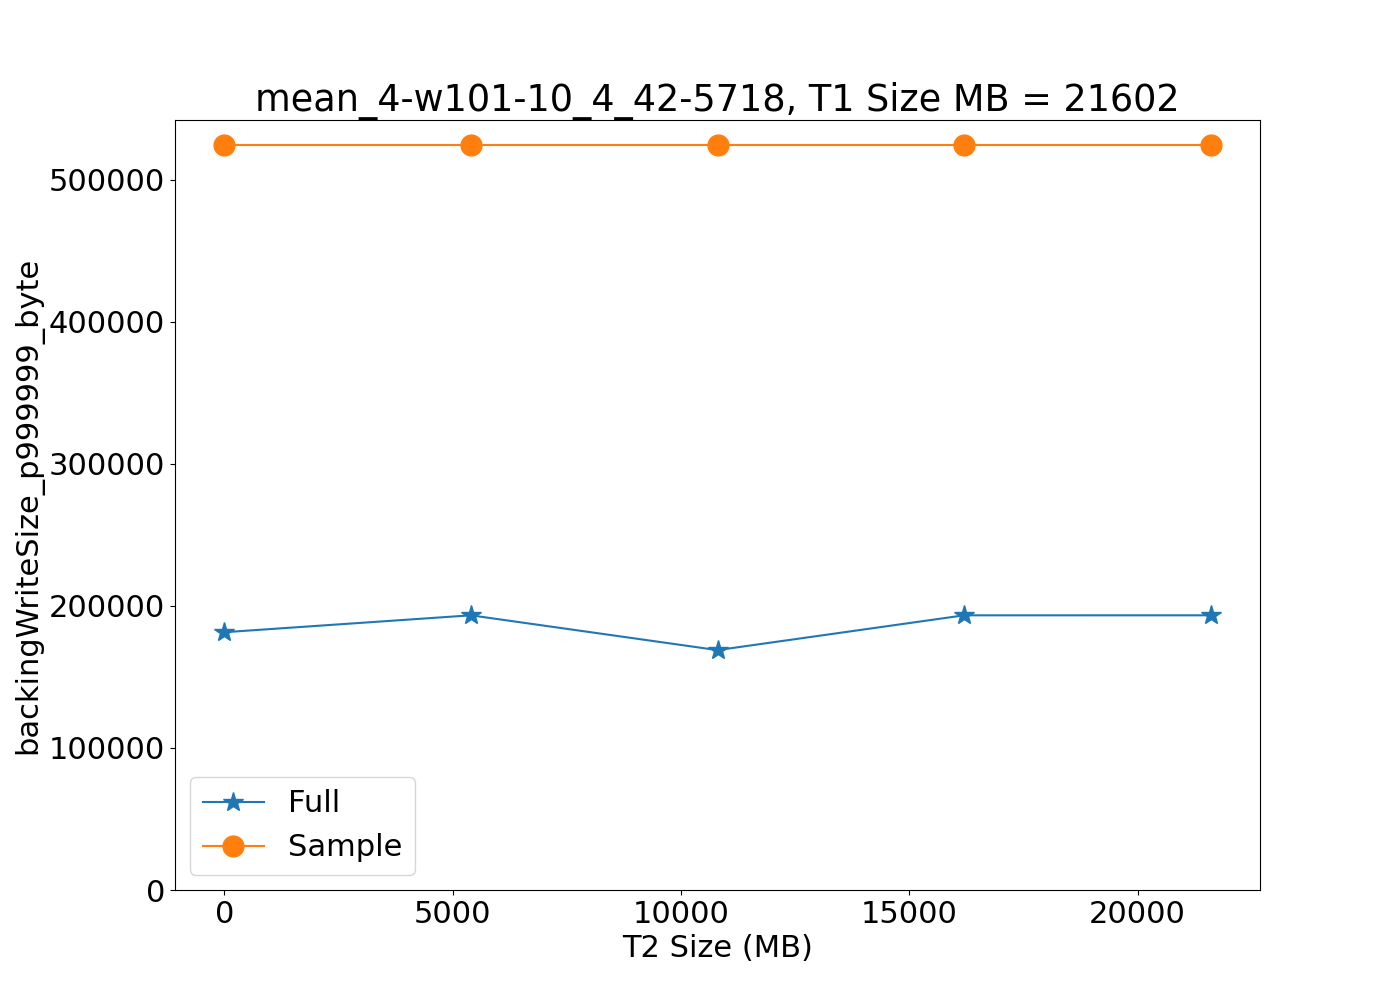 mean_4-w101-10_4_42-5718, T1 Size MB = 21602
backingWriteSize_p999999_byte
500000
400000
300000
200000
100000
0
Full
Sample
0 5000 10000 15000 20000
T2 Size (MB)